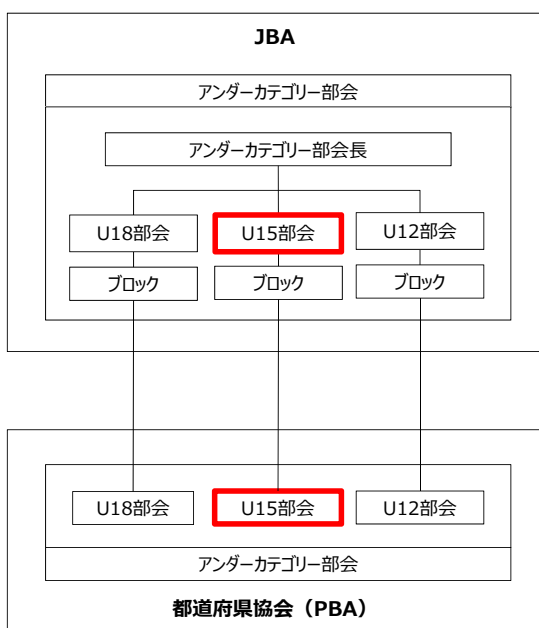 JBA
アンダーカテゴリー部会
アンダーカテゴリー部会長
U18部会 U15部会 U12部会
ブロック ブロック ブロック
U18部会 U15部会 U12部会
アンダーカテゴリー部会
都道府県協会（PBA）